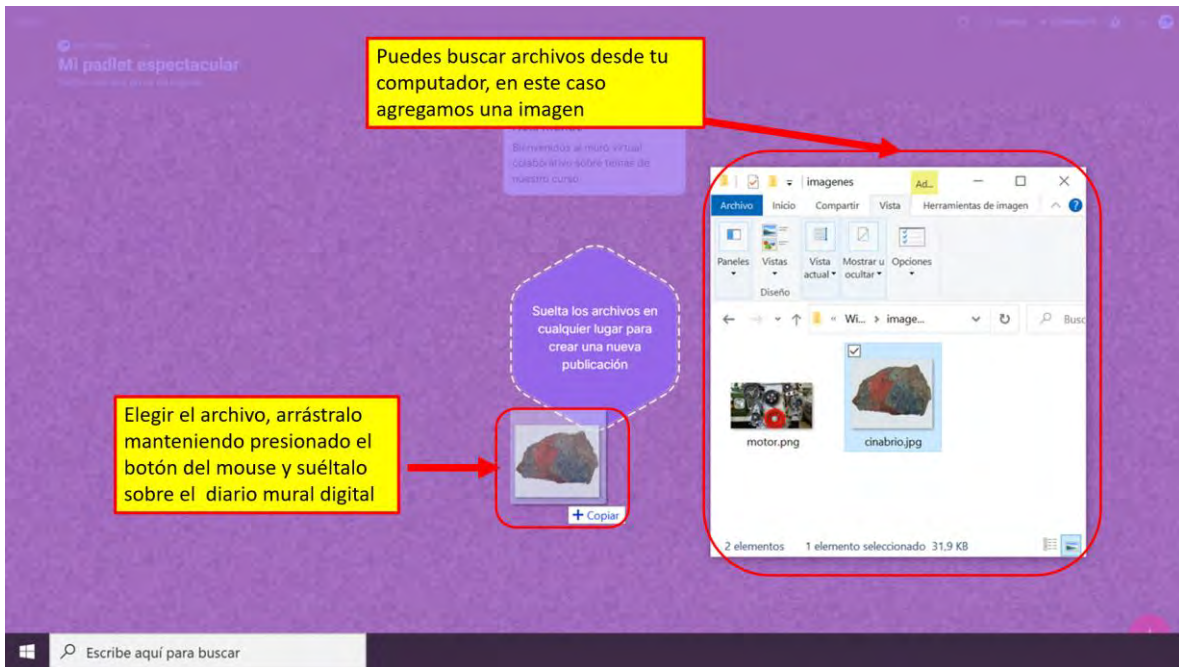 Mi padlet espectacular
Puedes buscar archivos desde tu
computador, en este caso
agregamos una imagen
Bienvenidos al muro virtual
colaborativo sobre temas de
nuestro curso
imagenes
Ad...
Archivo Inicio Compartir Vista Herramientas de imagen
Paneles Vistas Vista actual Mostrar u ocultar Opciones
Diseño
« Wi... > image...
Busc
Suelta los archivos en
cualquier lugar para
crear una nueva
publicación
motor.png
cinabrio.jpg
Elegir el archivo, arrástralo
manteniendo presionado el
botón del mouse y suéltalo
sobre el diario mural digital
+ Copiar
2 elementos 1 elemento seleccionado 31,9 KB
Escribe aquí para buscar